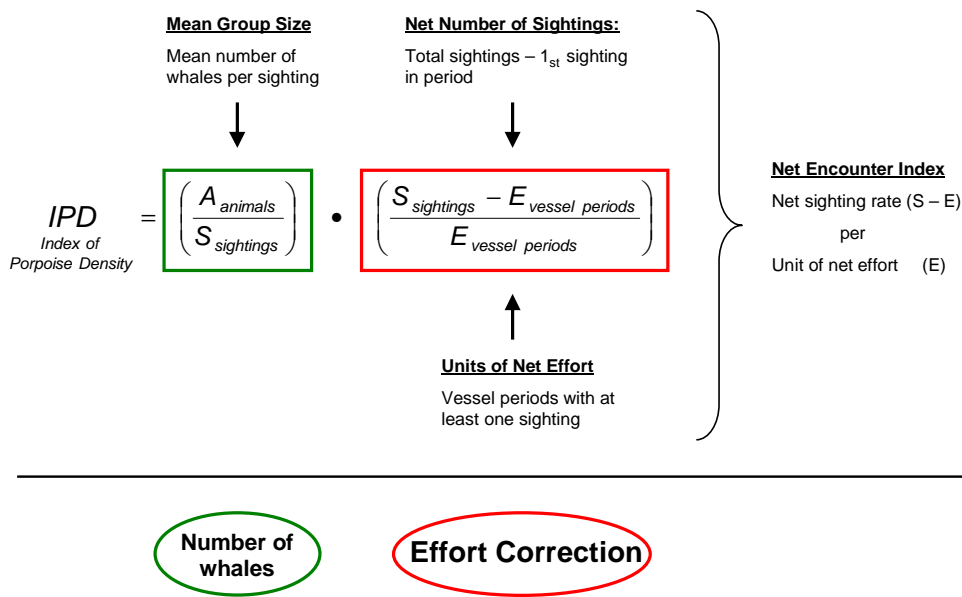 Mean Group Size
Mean number of
whales per sighting
Net Number of Sightings:
Total sightings – 1st sighting
in period
IPD
Index of
Porpoise Density
= ( A animals / S sightings ) • ( S sightings − E vessel periods / E vessel periods )
Units of Net Effort
Vessel periods with at
least one sighting
Net Encounter Index
Net sighting rate (S – E)
per
Unit of net effort (E)
Number of
whales
Effort Correction